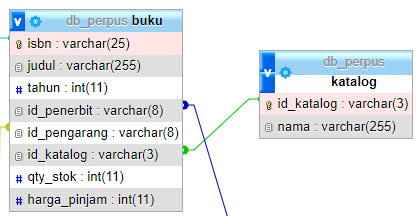 db_perpus buku
isbn : varchar(25)
judul : varchar(255)
tahun : int(11)
id_penerbit : varchar(8)
id_pengarang : varchar(8)
id_katalog : varchar(3)
qty_stok : int(11)
harga_pinjam : int(11)
db_perpus
katalog
id_katalog : varchar(3)
nama : varchar(255)